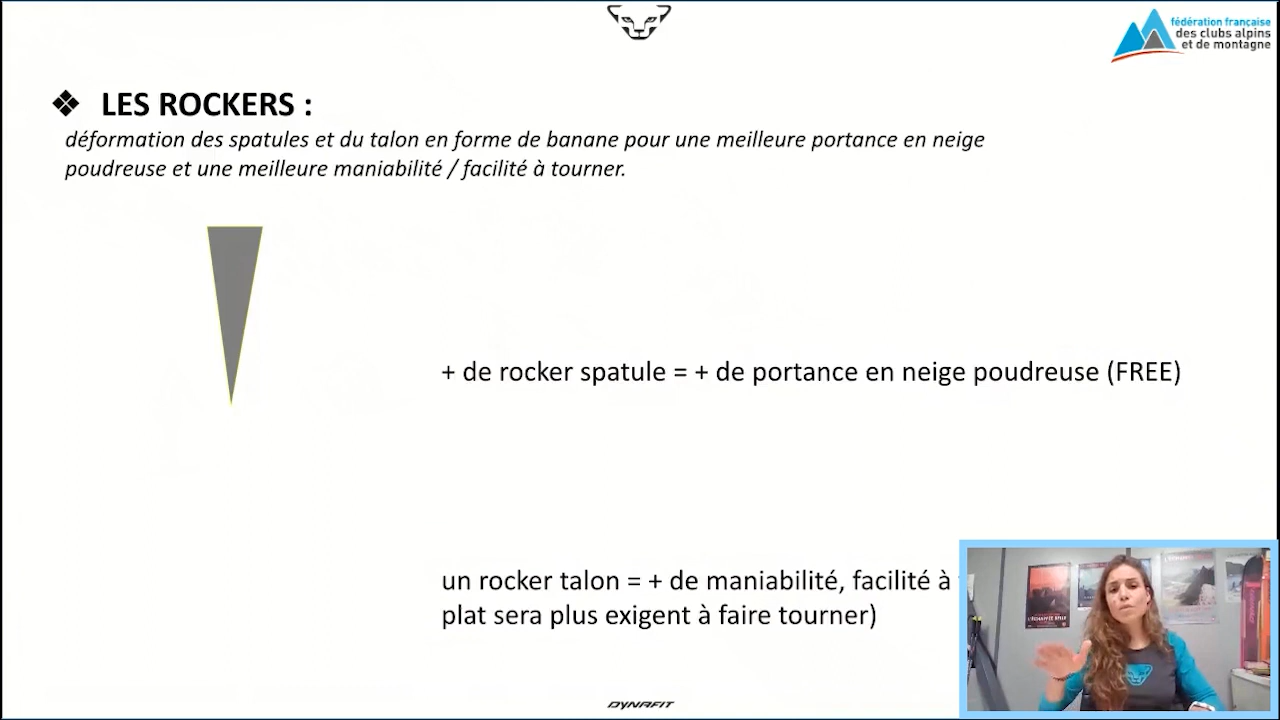 fédération française
des clubs alpins
et de montagne
LES ROCKERS :
déformation des spatules et du talon en forme de banane pour une meilleure portance en neige
poudreuse et une meilleure maniabilité / facilité à tourner.
+ de rocker spatule = + de portance en neige poudreuse (FREE)
un rocker talon = + de maniabilité, facilité à
plat sera plus exigent à faire tourner)
L'ÉCHAPPÉE BELLE
DYNAFIT